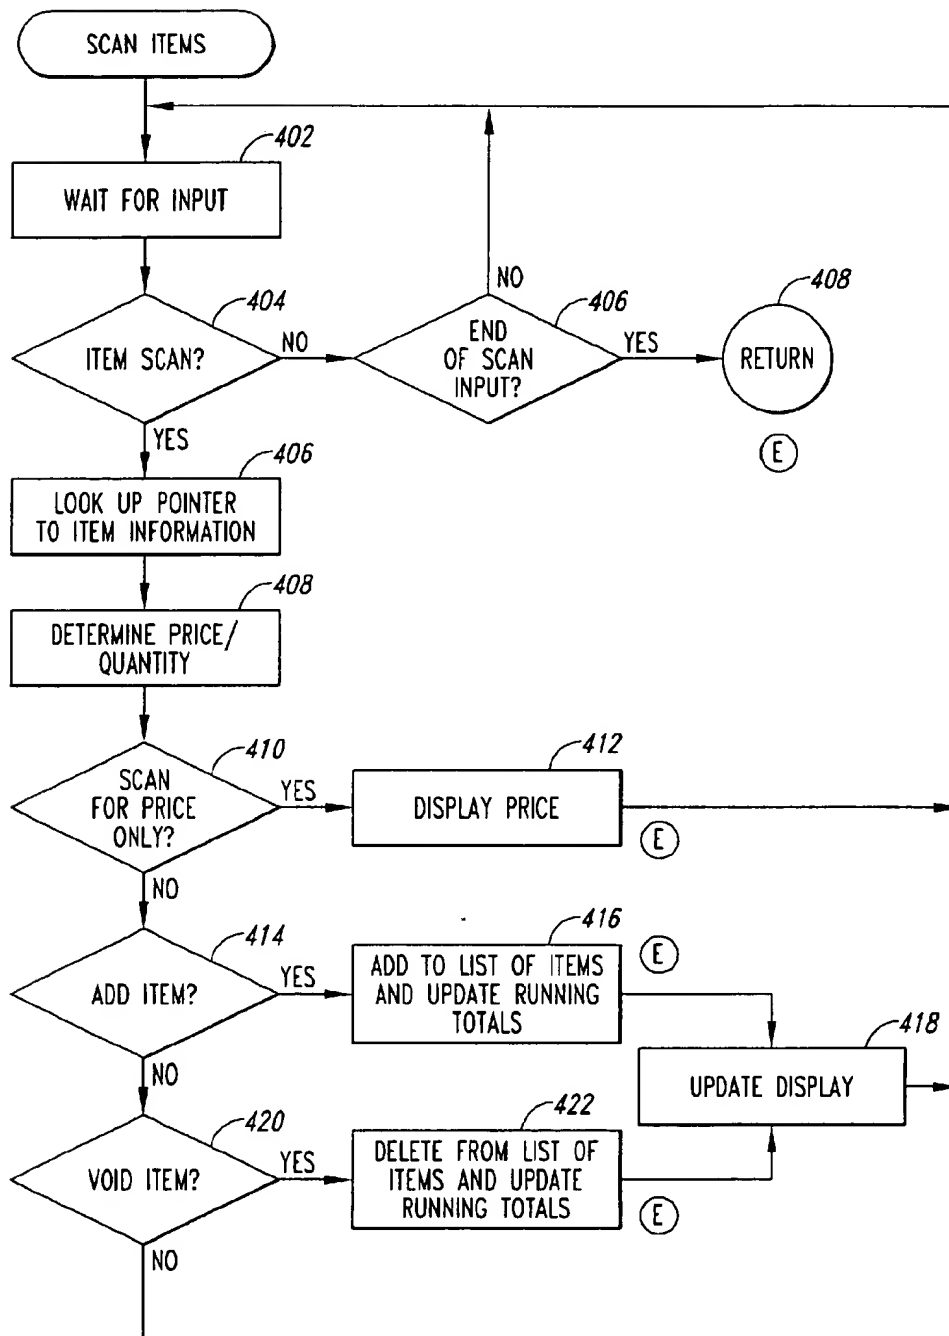 SCAN ITEMS
402
WAIT FOR INPUT
404
ITEM SCAN?
NO
YES
406
END
OF SCAN
INPUT?
NO
YES
408
RETURN
E
406
LOOK UP POINTER
TO ITEM INFORMATION
408
DETERMINE PRICE/
QUANTITY
410
SCAN
FOR PRICE
ONLY?
YES
NO
412
DISPLAY PRICE
E
414
ADD ITEM?
YES
NO
416
ADD TO LIST OF ITEMS
AND UPDATE RUNNING
TOTALS
E
418
UPDATE DISPLAY
420
VOID ITEM?
YES
NO
422
DELETE FROM LIST OF
ITEMS AND UPDATE
RUNNING TOTALS
E